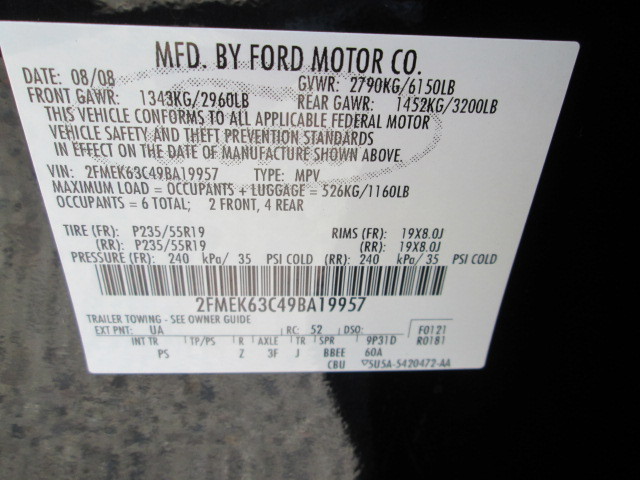 MFD. BY FORD MOTOR CO.
DATE: 08/08 GVWR: 2790KG/6150LB
FRONT GAWR: 1343KG/2960LB REAR GAWR: 1452KG/3200LB
THIS VEHICLE CONFORMS TO ALL APPLICABLE FEDERAL MOTOR
VEHICLE SAFETY AND THEFT PREVENTION STANDARDS
IN EFFECT ON THE DATE OF MANUFACTURE SHOWN ABOVE.
VIN: 2FMEK63C49BA19957 TYPE: MPV
MAXIMUM LOAD = OCCUPANTS + LUGGAGE = 526KG/1160LB
OCCUPANTS = 6 TOTAL; 2 FRONT, 4 REAR
TIRE (FR): P235/55R19 RIMS (FR): 19X8.0J
(RR): P235/55R19 (RR): 19X8.0J
PRESSURE (FR): 240 kPa/ 35 PSI COLD (RR): 240 kPa/ 35 PSI COLD
2FMEK63C49BA19957
TRAILER TOWING - SEE OWNER GUIDE
EXT PNT: UA RC: 52 DSO: F0121
INT TR TP/PS R AXLE TR SPR 9P31D R0181
PS Z 3F J BBEE 60A
CBU SU5A-5420472-AA